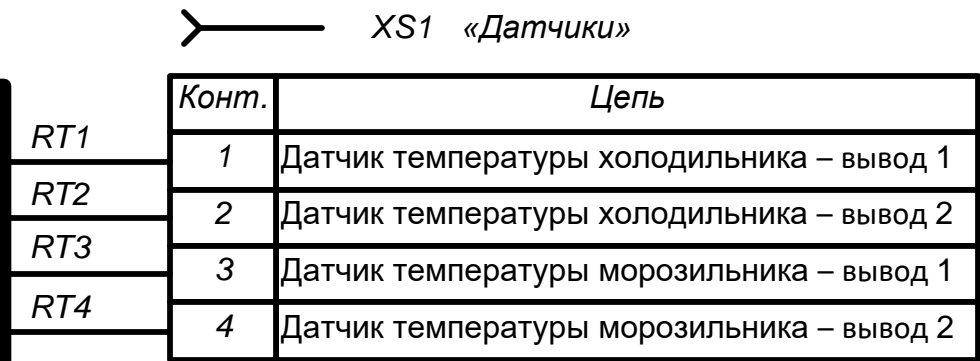 XS1 «Датчики»
Конт. Цепь
RT1 1 Датчик температуры холодильника – вывод 1
RT2 2 Датчик температуры холодильника – вывод 2
RT3 3 Датчик температуры морозильника – вывод 1
RT4 4 Датчик температуры морозильника – вывод 2